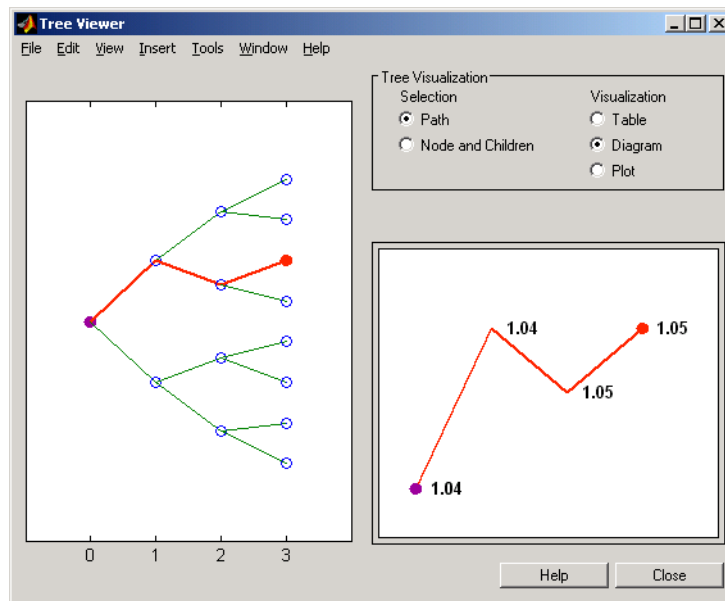 Tree Viewer
File Edit View Insert Tools Window Help
Tree Visualization
Selection
Path
Node and Children
Visualization
Table
Diagram
Plot
0 1 2 3
1.04
1.05
1.05
1.04
Help
Close